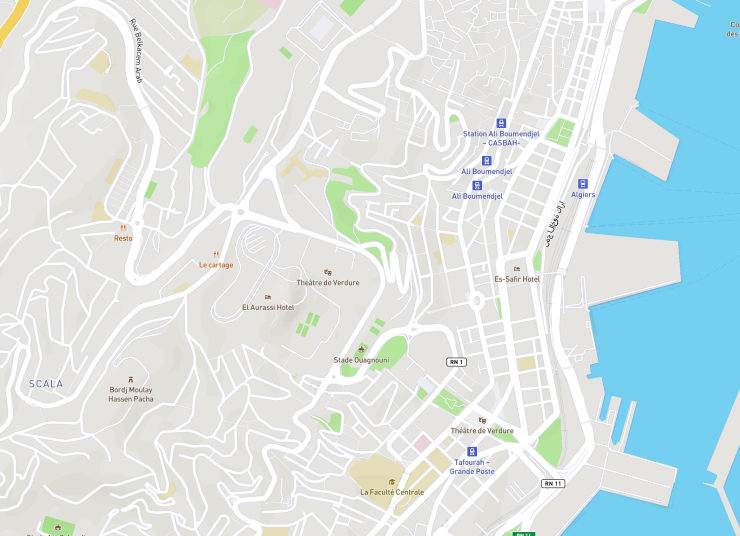 Rue Belkacem Arab
Station Ali Boumendjel
- CASBAH-
Ali Boumendjel
Ali Boumendjel
Algiers
Resto
Le cartage
Théâtre de Verdure
Es-Safir Hotel
El Aurassi Hotel
Stade Ouagnouni
RN 1
SCALA
Bordj Moulay
Hassen Pacha
Théâtre de Verdure
Tafourah -
Grande Poste
La Faculté Centrale
RN 11